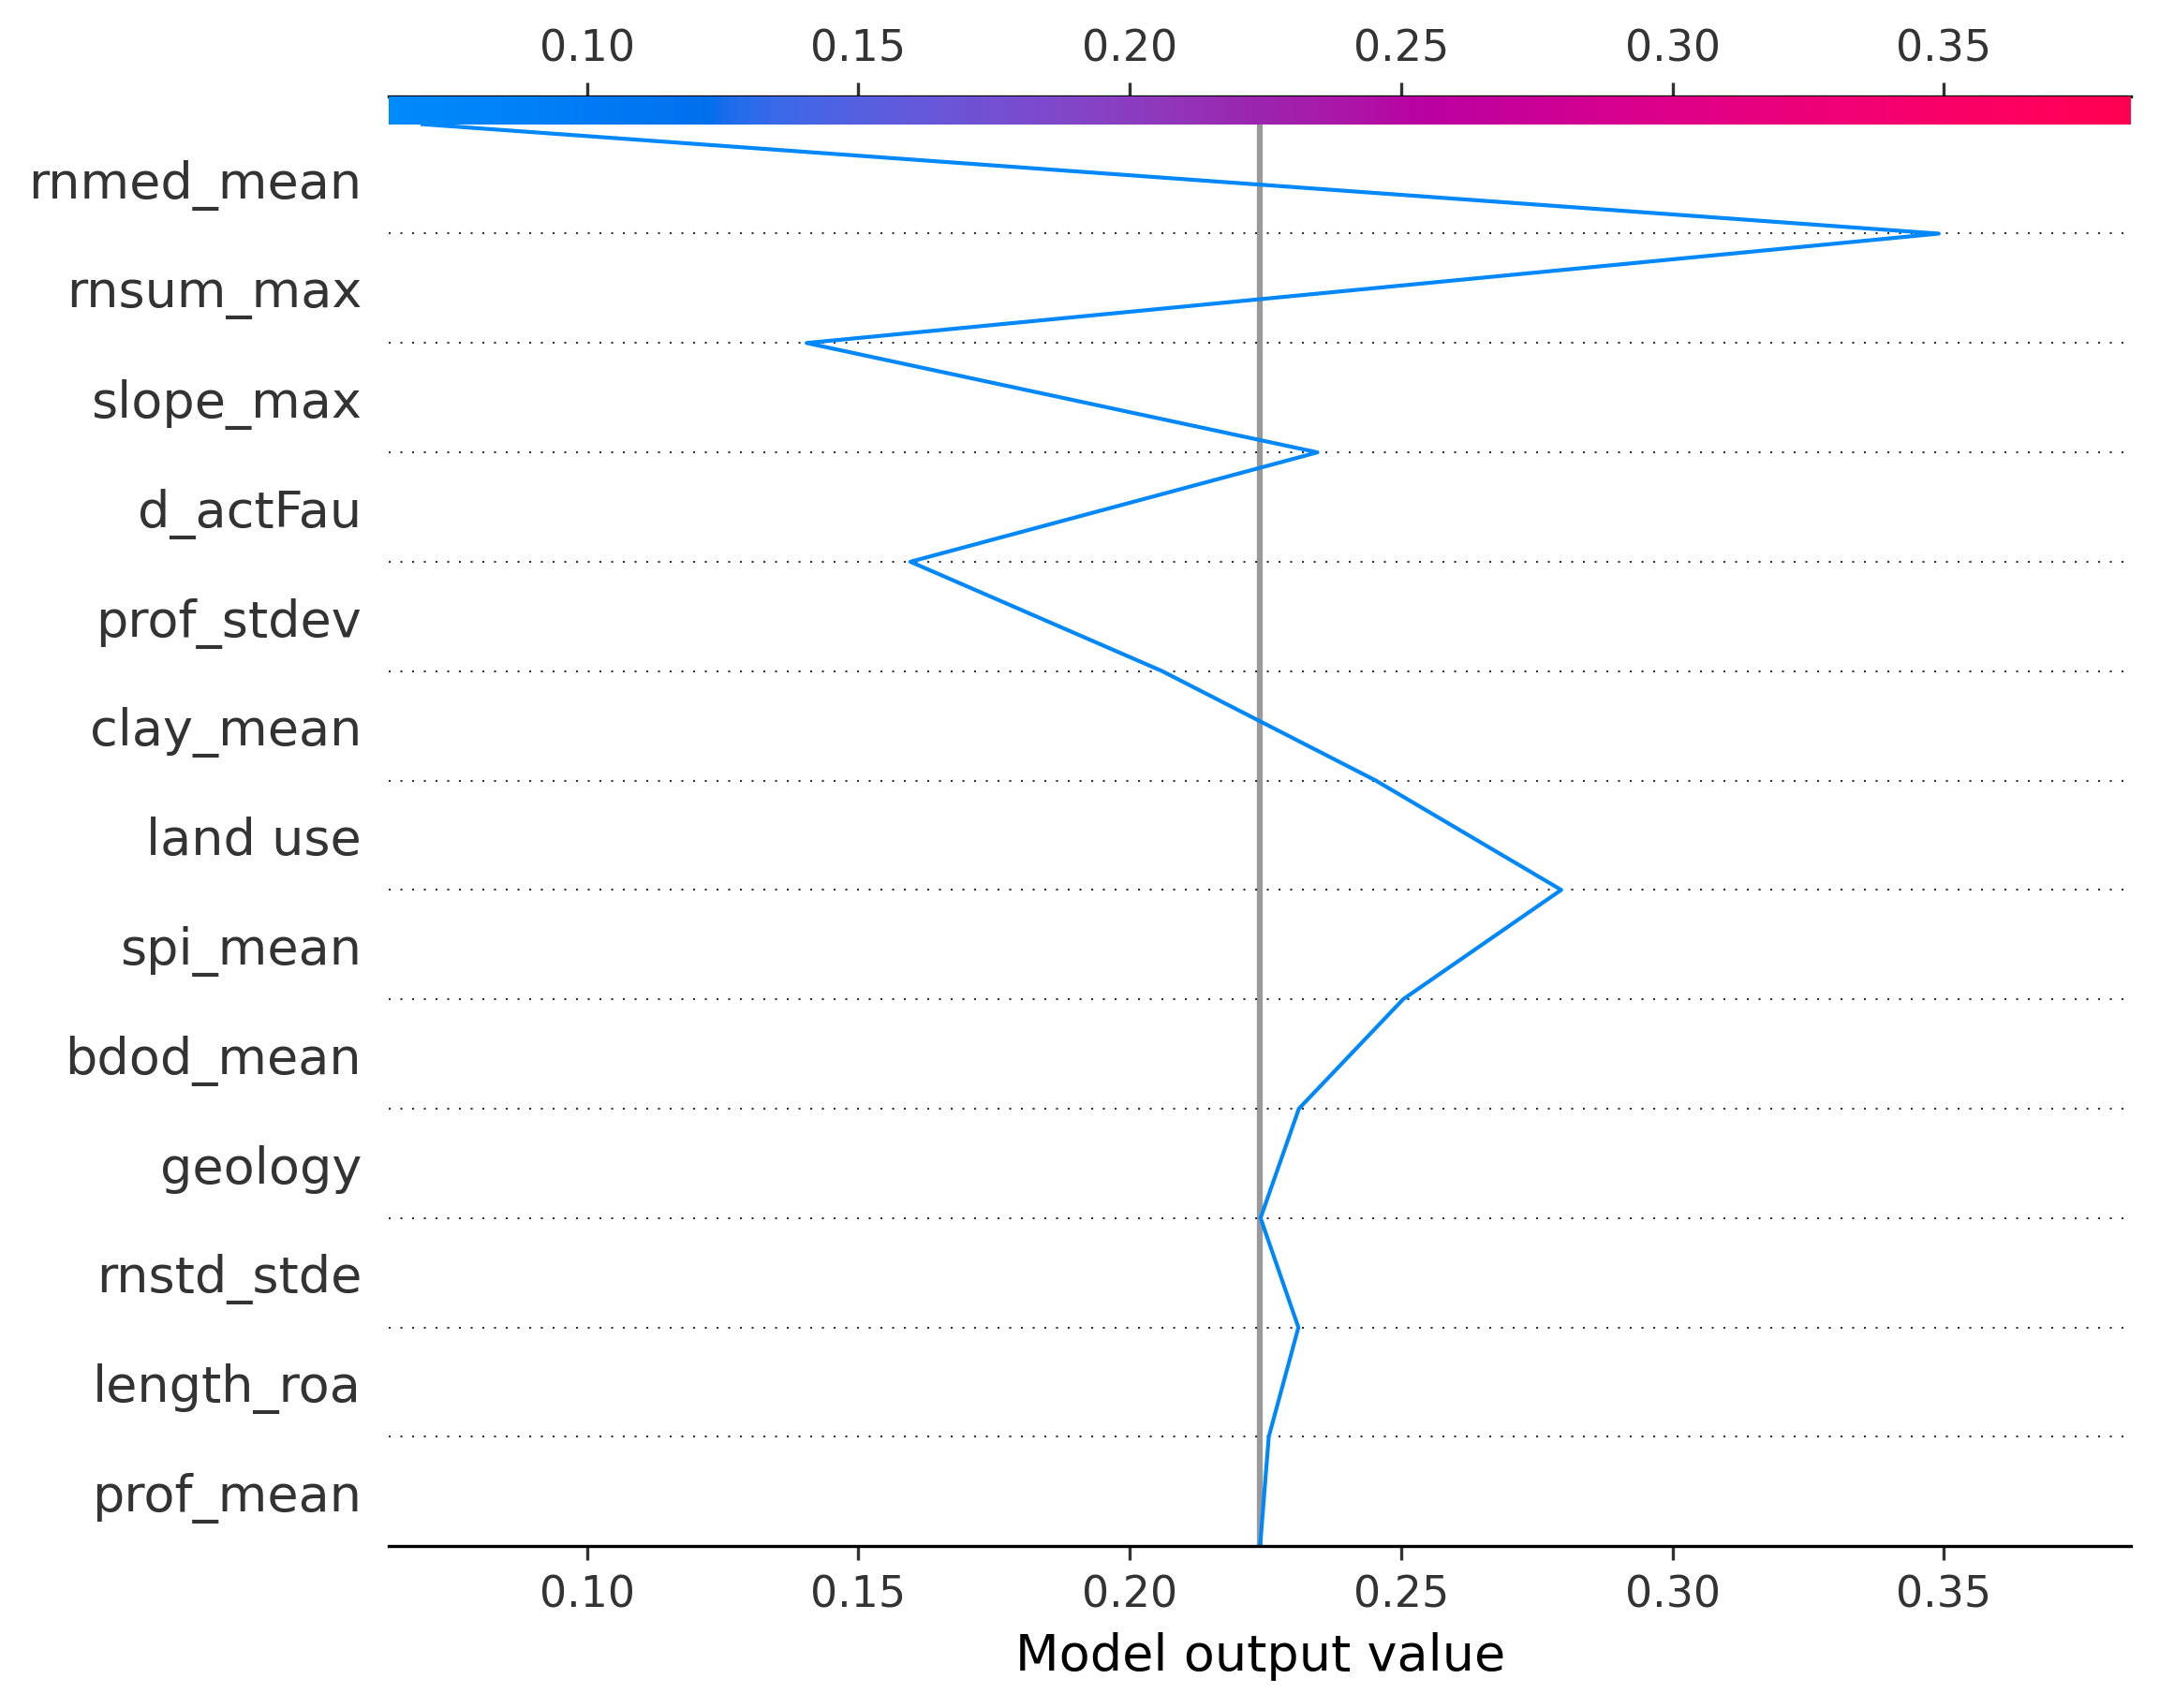 0.10 0.15 0.20 0.25 0.30 0.35
rnmed_mean
rnsum_max
slope_max
d_actFau
prof_stdev
clay_mean
land use
spi_mean
bdod_mean
geology
rnstd_stde
length_roa
prof_mean
0.10 0.15 0.20 0.25 0.30 0.35
Model output value